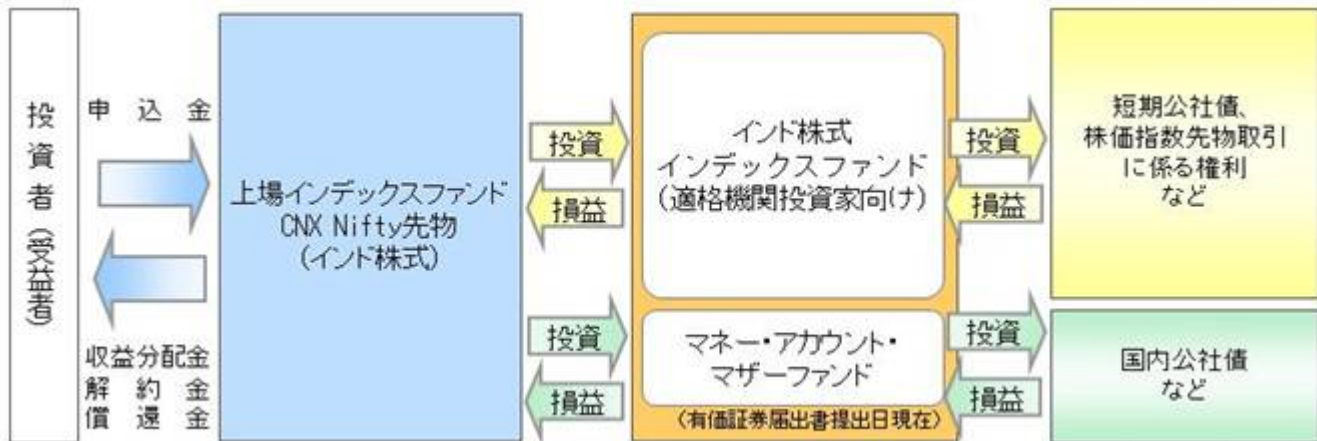 投資者(受益者)
申込金
収益分配金
解約金
償還金
上場インデックスファンド
CNX Nifty先物
(インド株式)
投資
損益
投資
損益
インド株式
インデックスファンド
(適格機関投資家向け)
マネー・アカウント・
マザーファンド
(有価証券届出書提出日現在)
投資
損益
投資
損益
短期公社債、
株価指数先物取引
に係る権利
など
国内公社債
など